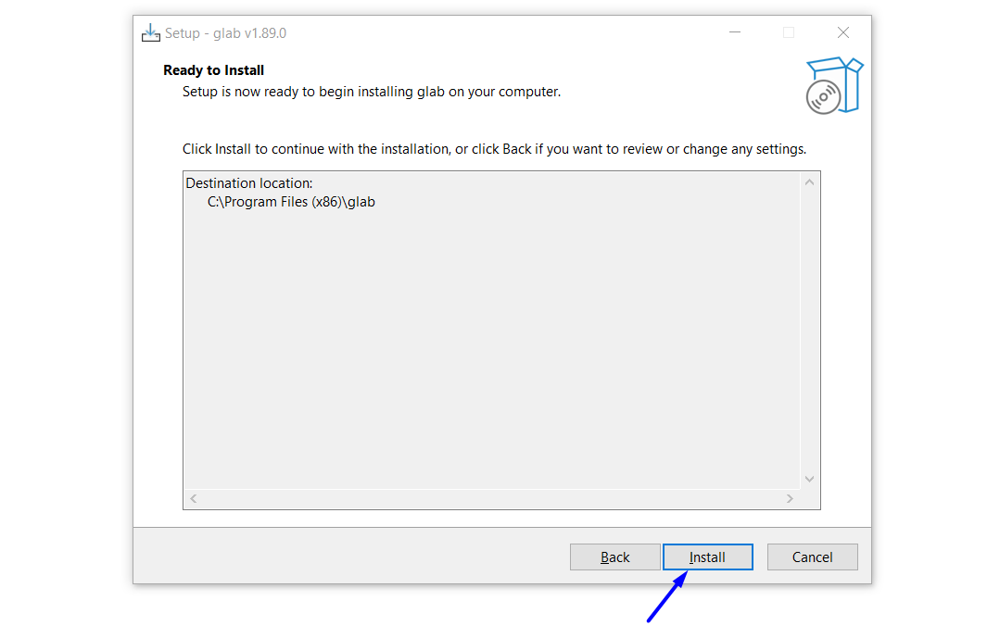 Setup - glab v1.89.0
Ready to Install
Setup is now ready to begin installing glab on your computer.
Click Install to continue with the installation, or click Back if you want to review or change any settings.
Destination location:
C:\Program Files (x86)\glab
Back
Install
Cancel